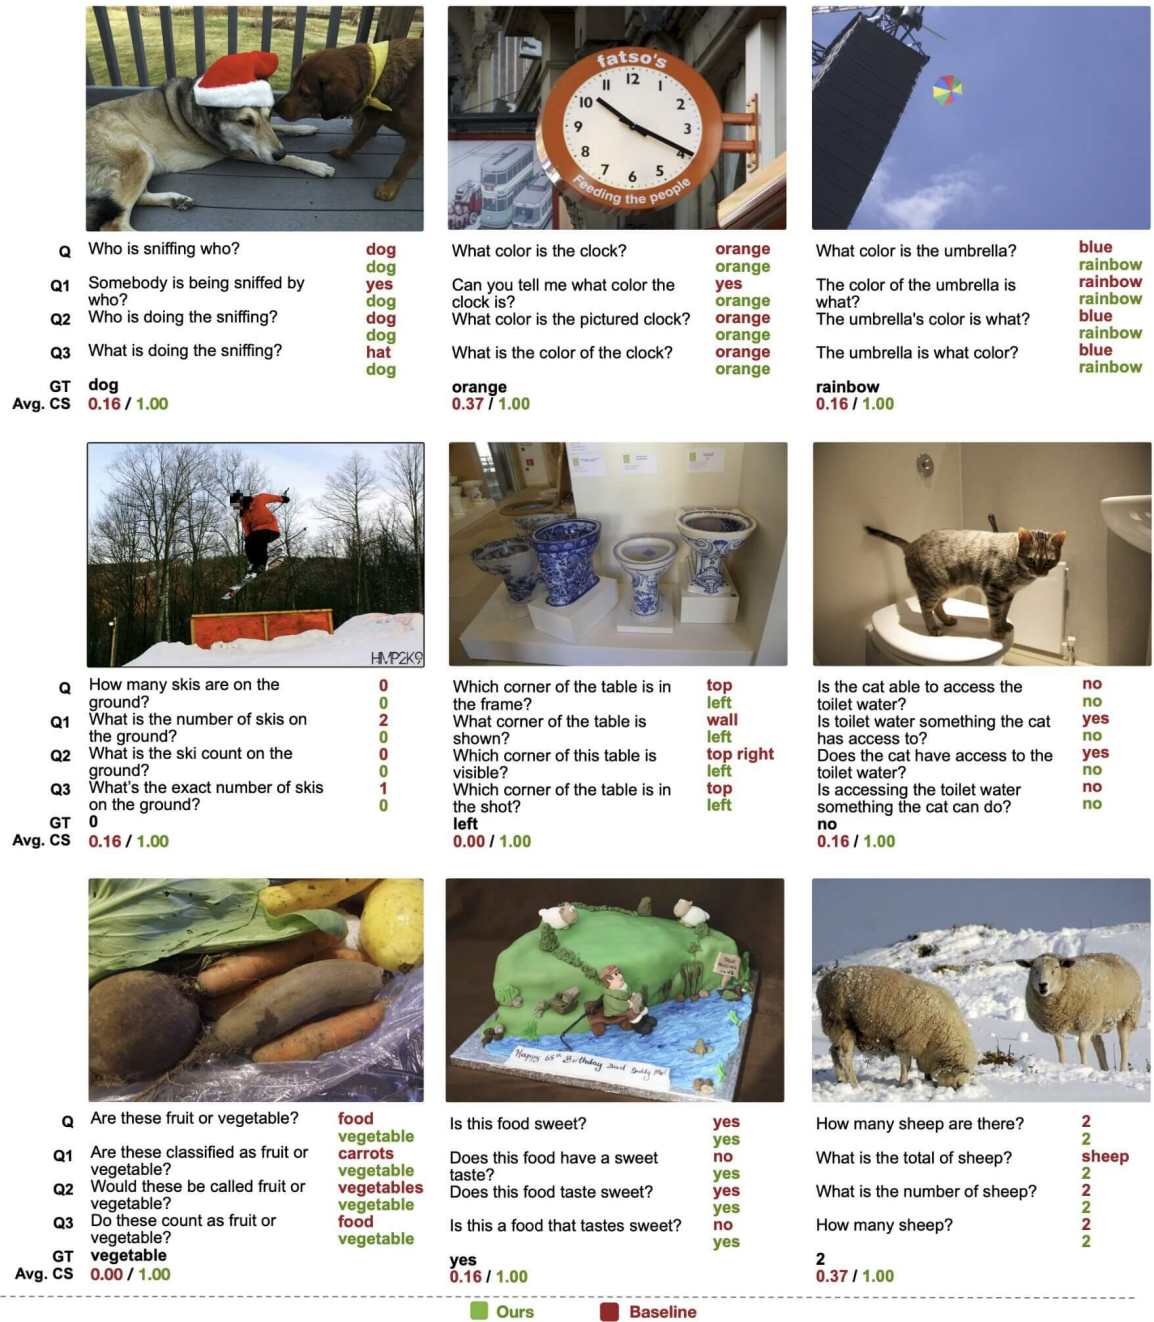 fatso's
12
11 1
10 2
9 3
8 4
7 6 5
Feeding the people
Q Who is sniffing who? dog
dog
Q1 Somebody is being sniffed by yes
who? dog
Q2 Who is doing the sniffing? dog
dog
Q3 What is doing the sniffing? hat
dog
GT dog
Avg. CS 0.16 / 1.00
What color is the clock? orange
orange
Can you tell me what color the yes
clock is? orange
What color is the pictured clock? orange
orange
What is the color of the clock? orange
orange
orange
0.37 / 1.00
What color is the umbrella? blue
rainbow
The color of the umbrella is rainbow
what? rainbow
The umbrella's color is what? blue
rainbow
The umbrella is what color? blue
rainbow
rainbow
0.16 / 1.00
HMP2K9
Q How many skis are on the 0
ground? 0
Q1 What is the number of skis on 2
the ground? 0
Q2 What is the ski count on the 0
ground? 0
Q3 What's the exact number of skis 1
on the ground? 0
GT 0
Avg. CS 0.16 / 1.00
Which corner of the table is in top
the frame? left
What corner of the table is wall
shown? left
Which corner of this table is top right
visible? left
Which corner of the table is in top
the shot? left
left
0.00 / 1.00
Is the cat able to access the no
toilet water? no
Is toilet water something the cat yes
has access to? no
Does the cat have access to the yes
toilet water? no
Is accessing the toilet water no
something the cat can do? no
no
0.16 / 1.00
Happy 65th Birthday Dad
Q Are these fruit or vegetable? food
vegetable
Q1 Are these classified as fruit or carrots
vegetable? vegetable
Q2 Would these be called fruit or vegetables
vegetable? vegetable
Q3 Do these count as fruit or food
vegetable? vegetable
GT vegetable
Avg. CS 0.00 / 1.00
Is this food sweet? yes
yes
Does this food have a sweet no
taste? yes
Does this food taste sweet? yes
yes
Is this a food that tastes sweet? no
yes
yes
0.16 / 1.00
How many sheep are there? 2
2
What is the total of sheep? sheep
2
What is the number of sheep? 2
2
How many sheep? 2
2
2
0.37 / 1.00
Ours Baseline